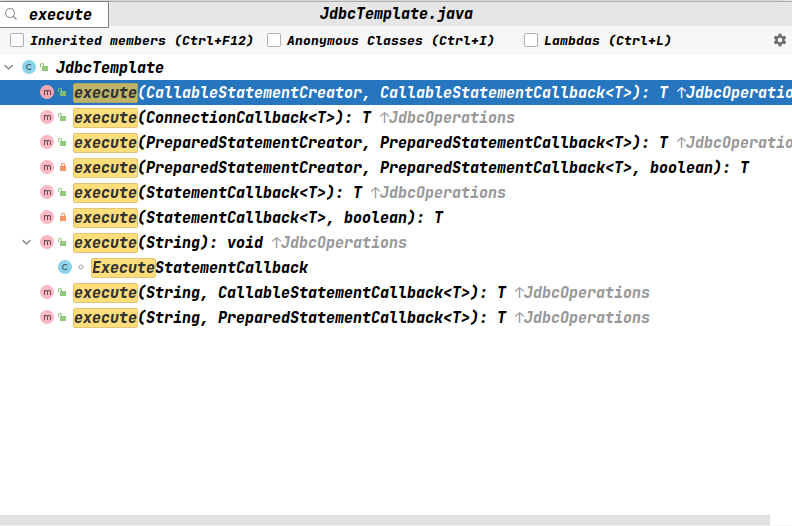 execute
JdbcTemplate.java
Inherited members (Ctrl+F12) Anonymous Classes (Ctrl+I) Lambdas (Ctrl+L)
JdbcTemplate
execute(CallableStatementCreator, CallableStatementCallback<T>): T ↑JdbcOperatio
execute(ConnectionCallback<T>): T ↑JdbcOperations
execute(PreparedStatementCreator, PreparedStatementCallback<T>): T ↑JdbcOperatio
execute(PreparedStatementCreator, PreparedStatementCallback<T>, boolean): T
execute(StatementCallback<T>): T ↑JdbcOperations
execute(StatementCallback<T>, boolean): T
execute(String): void ↑JdbcOperations
ExecuteStatementCallback
execute(String, CallableStatementCallback<T>): T ↑JdbcOperations
execute(String, PreparedStatementCallback<T>): T ↑JdbcOperations